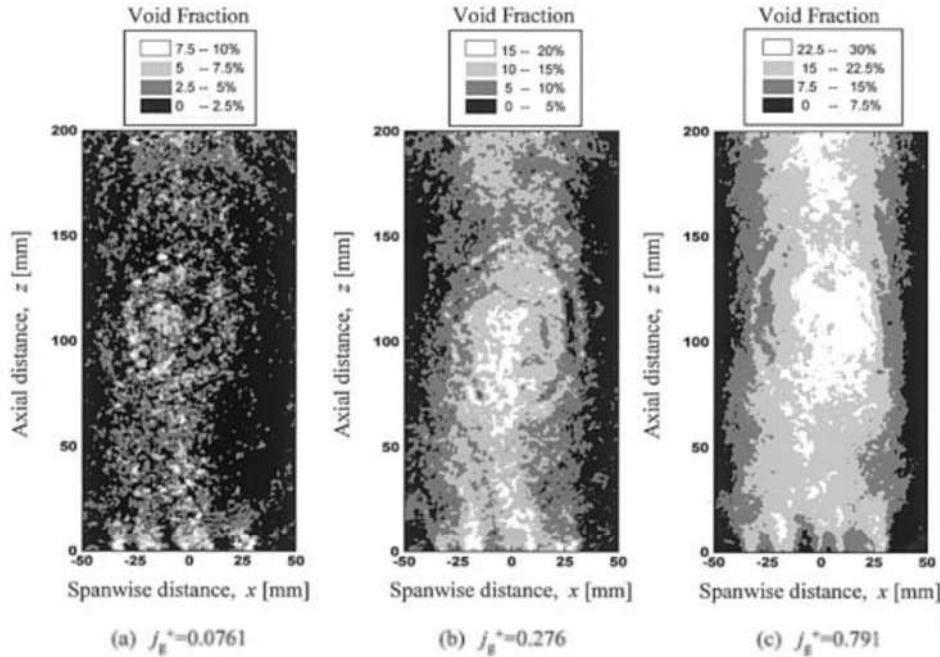 Void Fraction
7.5 -- 10%
5 -- 7.5%
2.5 -- 5%
0 -- 2.5%
200
150
100
50
0
-50 -25 0 25 50
Axial distance, z [mm]
Spanwise distance, x [mm]
(a) jg+=0.0761
Void Fraction
15 -- 20%
10 -- 15%
5 -- 10%
0 -- 5%
200
150
100
50
0
-50 -25 0 25 50
Axial distance, z [mm]
Spanwise distance, x [mm]
(b) jg+=0.276
Void Fraction
22.5 -- 30%
15 -- 22.5%
7.5 -- 15%
0 -- 7.5%
200
150
100
50
0
-50 -25 0 25 50
Axial distance, z [mm]
Spanwise distance, x [mm]
(c) jg+=0.791